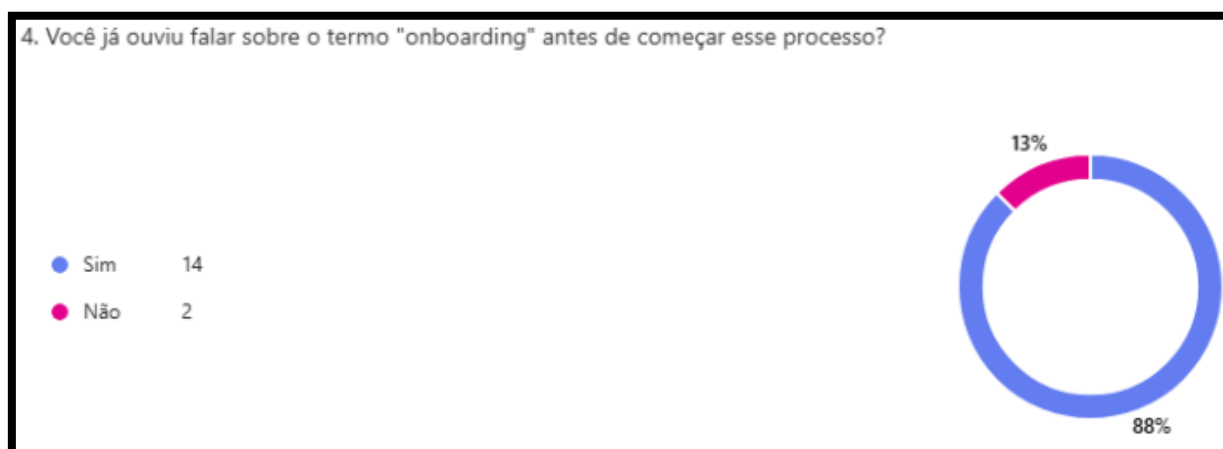 4. Você já ouviu falar sobre o termo "onboarding" antes de começar esse processo?
13%
Sim 14
Não 2
88%